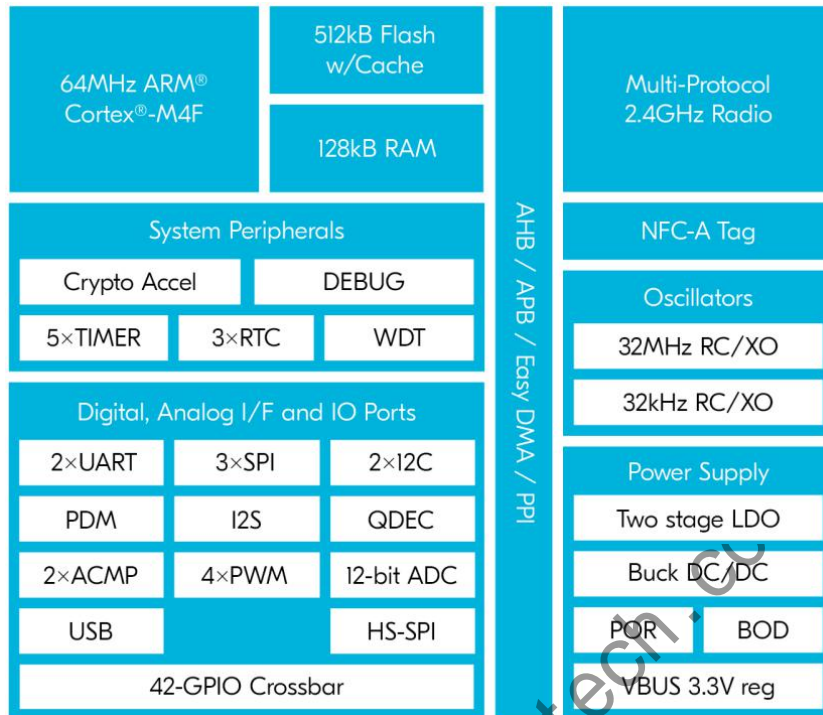 64MHz ARM®
Cortex®-M4F
512kB Flash
w/Cache
128kB RAM
System Peripherals
Crypto Accel
DEBUG
5×TIMER
3×RTC
WDT
Digital, Analog I/F and IO Ports
2×UART
3×SPI
2×I2C
PDM
I2S
QDEC
2×ACMP
4×PWM
12-bit ADC
USB
HS-SPI
42-GPIO Crossbar
AHB / APB / Easy DMA / PPI
Multi-Protocol
2.4GHz Radio
NFC-A Tag
Oscillators
32MHz RC/XO
32kHz RC/XO
Power Supply
Two stage LDO
Buck DC/DC
POR
BOD
VBUS 3.3V reg